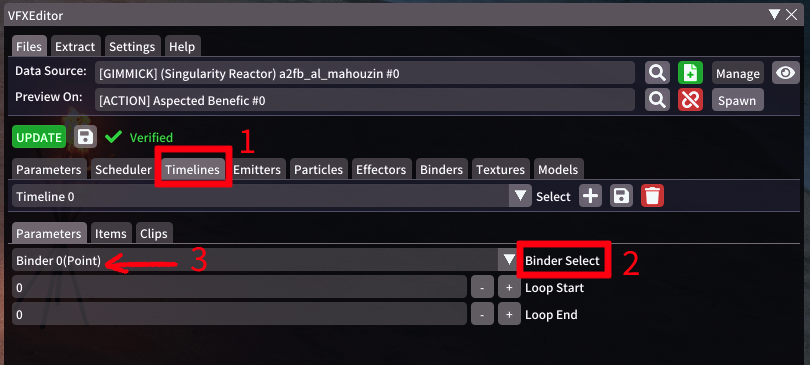 VFXEditor
Files Extract Settings Help
Data Source: [GIMMICK] (Singularity Reactor) a2fb_al_mahouzin #0 Manage
Preview On: [ACTION] Aspected Benefic #0 Spawn
UPDATE Verified 1
Parameters Scheduler Timelines Emitters Particles Effectors Binders Textures Models
Timeline 0 Select
Parameters Items Clips
Binder 0(Point) 3 Binder Select 2
0 - + Loop Start
0 - + Loop End